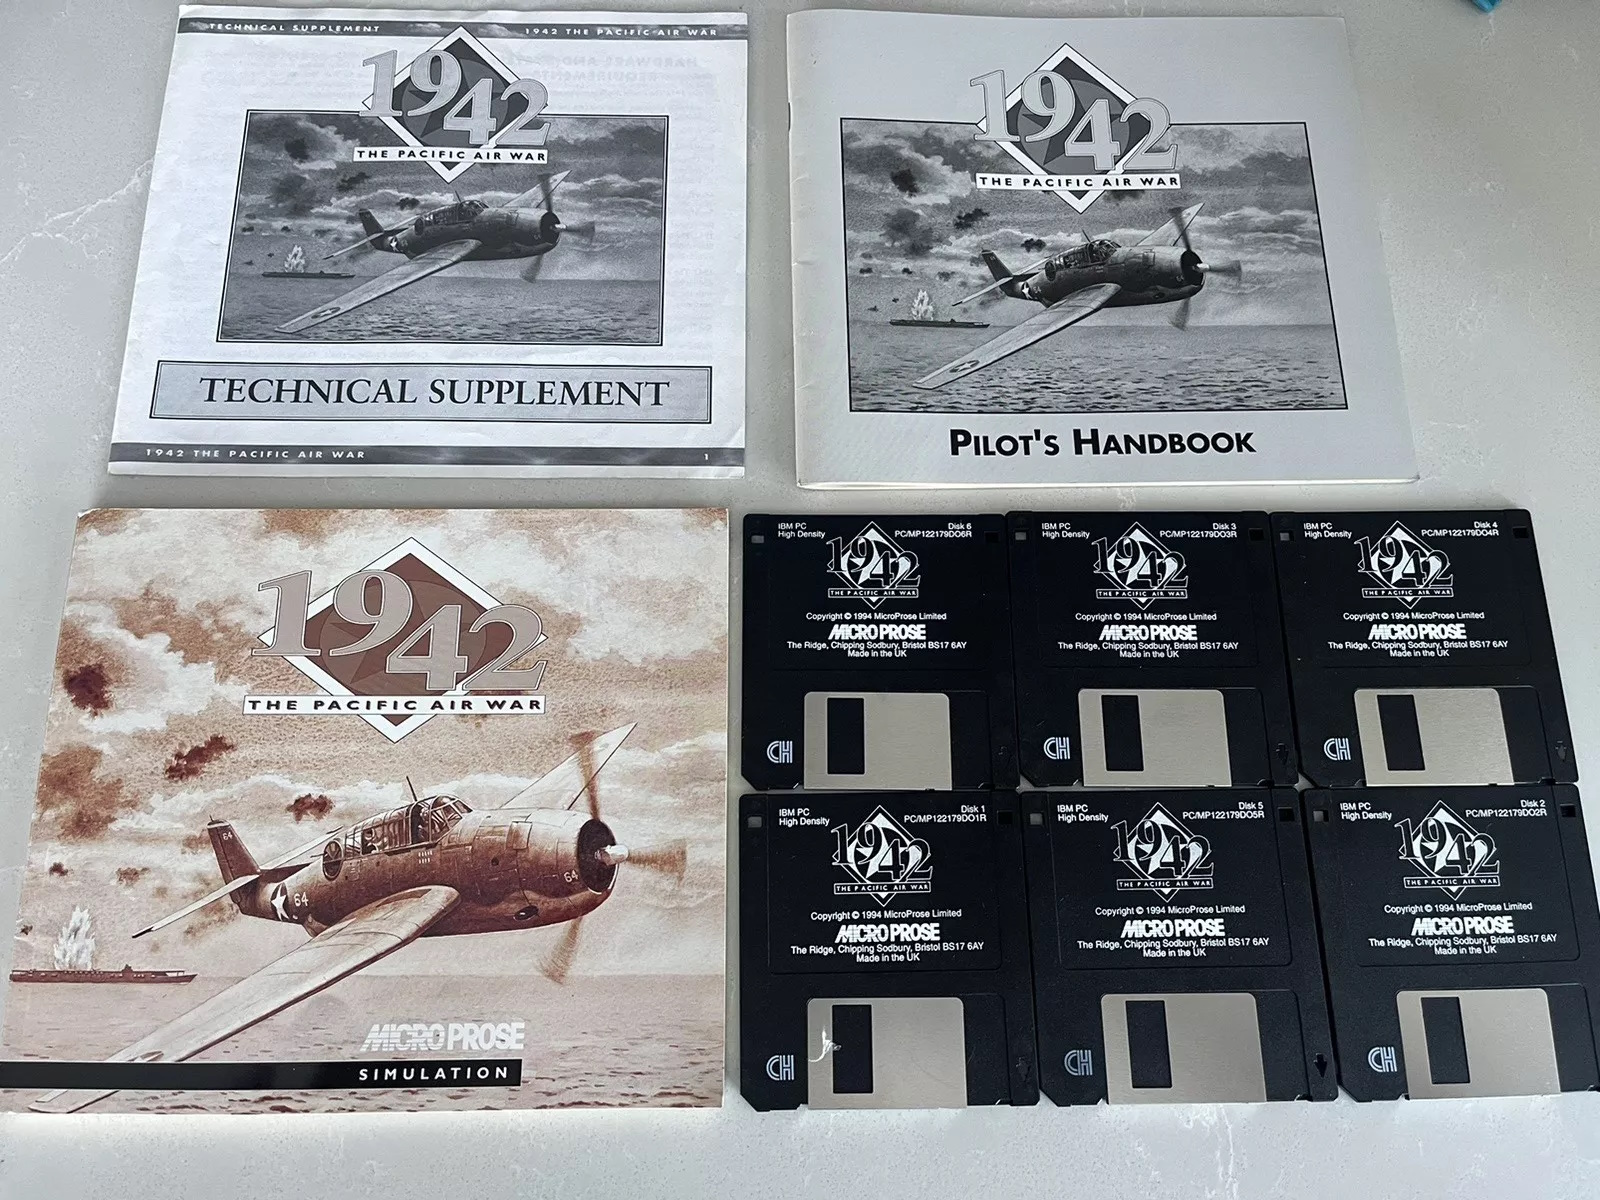 TECHNICAL SUPPLEMENT
1942 THE PACIFIC AIR WAR
1942
THE PACIFIC AIR WAR
TECHNICAL SUPPLEMENT
1942 THE PACIFIC AIR WAR
1
1942
THE PACIFIC AIR WAR
PILOT'S HANDBOOK
1942
THE PACIFIC AIR WAR
64
64
64
MICROPROSE
SIMULATION
IBM PC
High Density
Disk 6
PC/MP122179DO6R
1942
THE PACIFIC AIR WAR
Copyright © 1994 MicroProse Limited
MICROPROSE
The Ridge, Chipping Sodbury, Bristol BS17 6AY
Made in the UK
CH
IBM PC
High Density
Disk 3
PC/MP122179DO3R
1942
THE PACIFIC AIR WAR
Copyright © 1994 MicroProse Limited
MICROPROSE
The Ridge, Chipping Sodbury, Bristol BS17 6AY
Made in the UK
CH
IBM PC
High Density
Disk 4
PC/MP122179DO4R
1942
THE PACIFIC AIR WAR
Copyright © 1994 MicroProse Limited
MICROPROSE
The Ridge, Chipping Sodbury, Bristol BS17 6AY
Made in the UK
CH
IBM PC
High Density
Disk 1
PC/MP122179DO1R
1942
THE PACIFIC AIR WAR
Copyright © 1994 MicroProse Limited
MICROPROSE
The Ridge, Chipping Sodbury, Bristol BS17 6AY
Made in the UK
CH
IBM PC
High Density
Disk 5
PC/MP122179DO5R
1942
THE PACIFIC AIR WAR
Copyright © 1994 MicroProse Limited
MICROPROSE
The Ridge, Chipping Sodbury, Bristol BS17 6AY
Made in the UK
CH
IBM PC
High Density
Disk 2
PC/MP122179DO2R
1942
THE PACIFIC AIR WAR
Copyright © 1994 MicroProse Limited
MICROPROSE
The Ridge, Chipping Sodbury, Bristol BS17 6AY
Made in the UK
CH